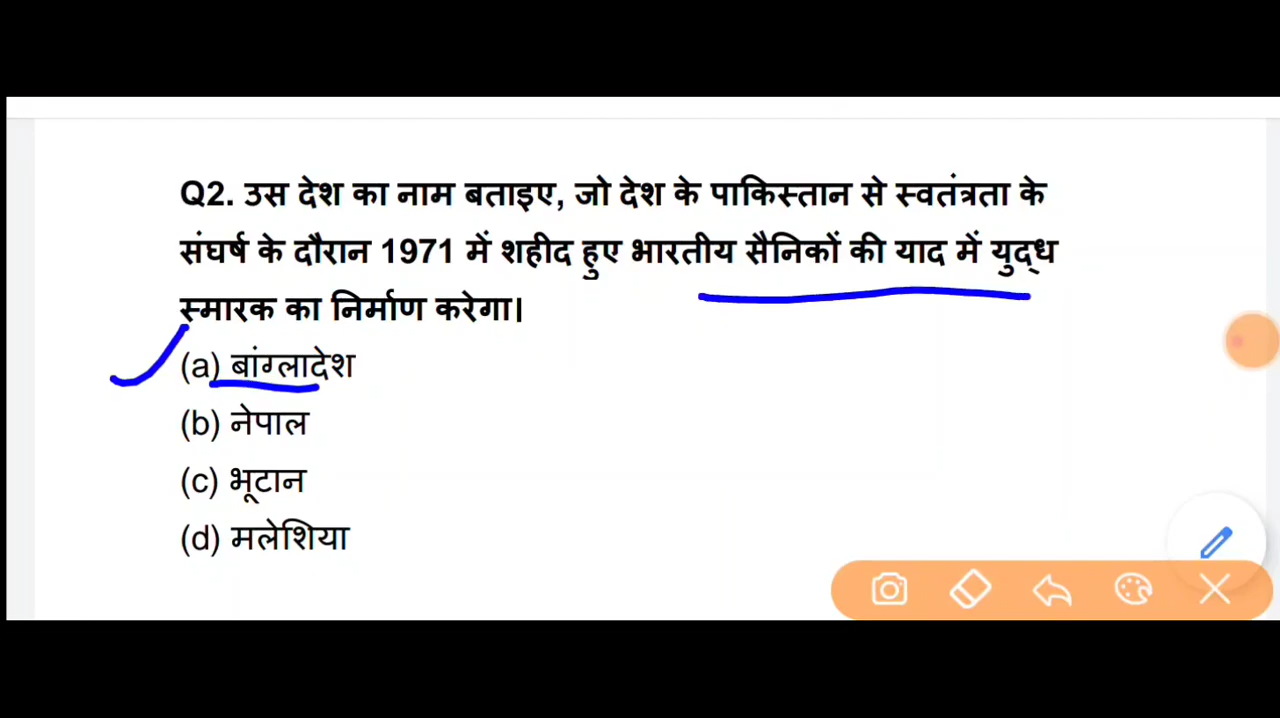 Q2. उस देश का नाम बताइए, जो देश के पाकिस्तान से स्वतंत्रता के
संघर्ष के दौरान 1971 में शहीद हुए भारतीय सैनिकों की याद में युद्ध
स्मारक का निर्माण करेगा।
(a) बांग्लादेश
(b) नेपाल
(c) भूटान
(d) मलेशिया